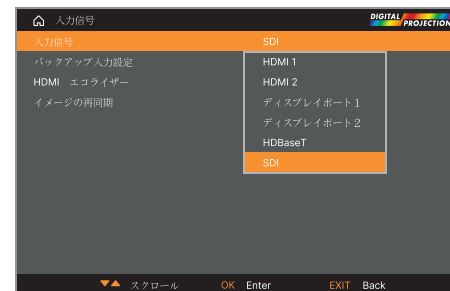 入力信号
DIGITAL PROJECTION
入力信号 SDI
バックアップ入力設定
HDMI 1
HDMI エコライザー
HDMI 2
イメージの再同期
ディスプレイポート1
ディスプレイポート2
HDBaseT
SDI
スクロール OK Enter EXIT Back